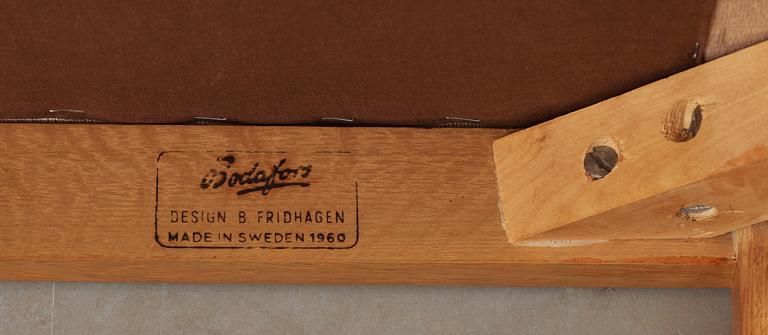 Bodafors
DESIGN B. FRIDHAGEN
MADE IN SWEDEN 1960